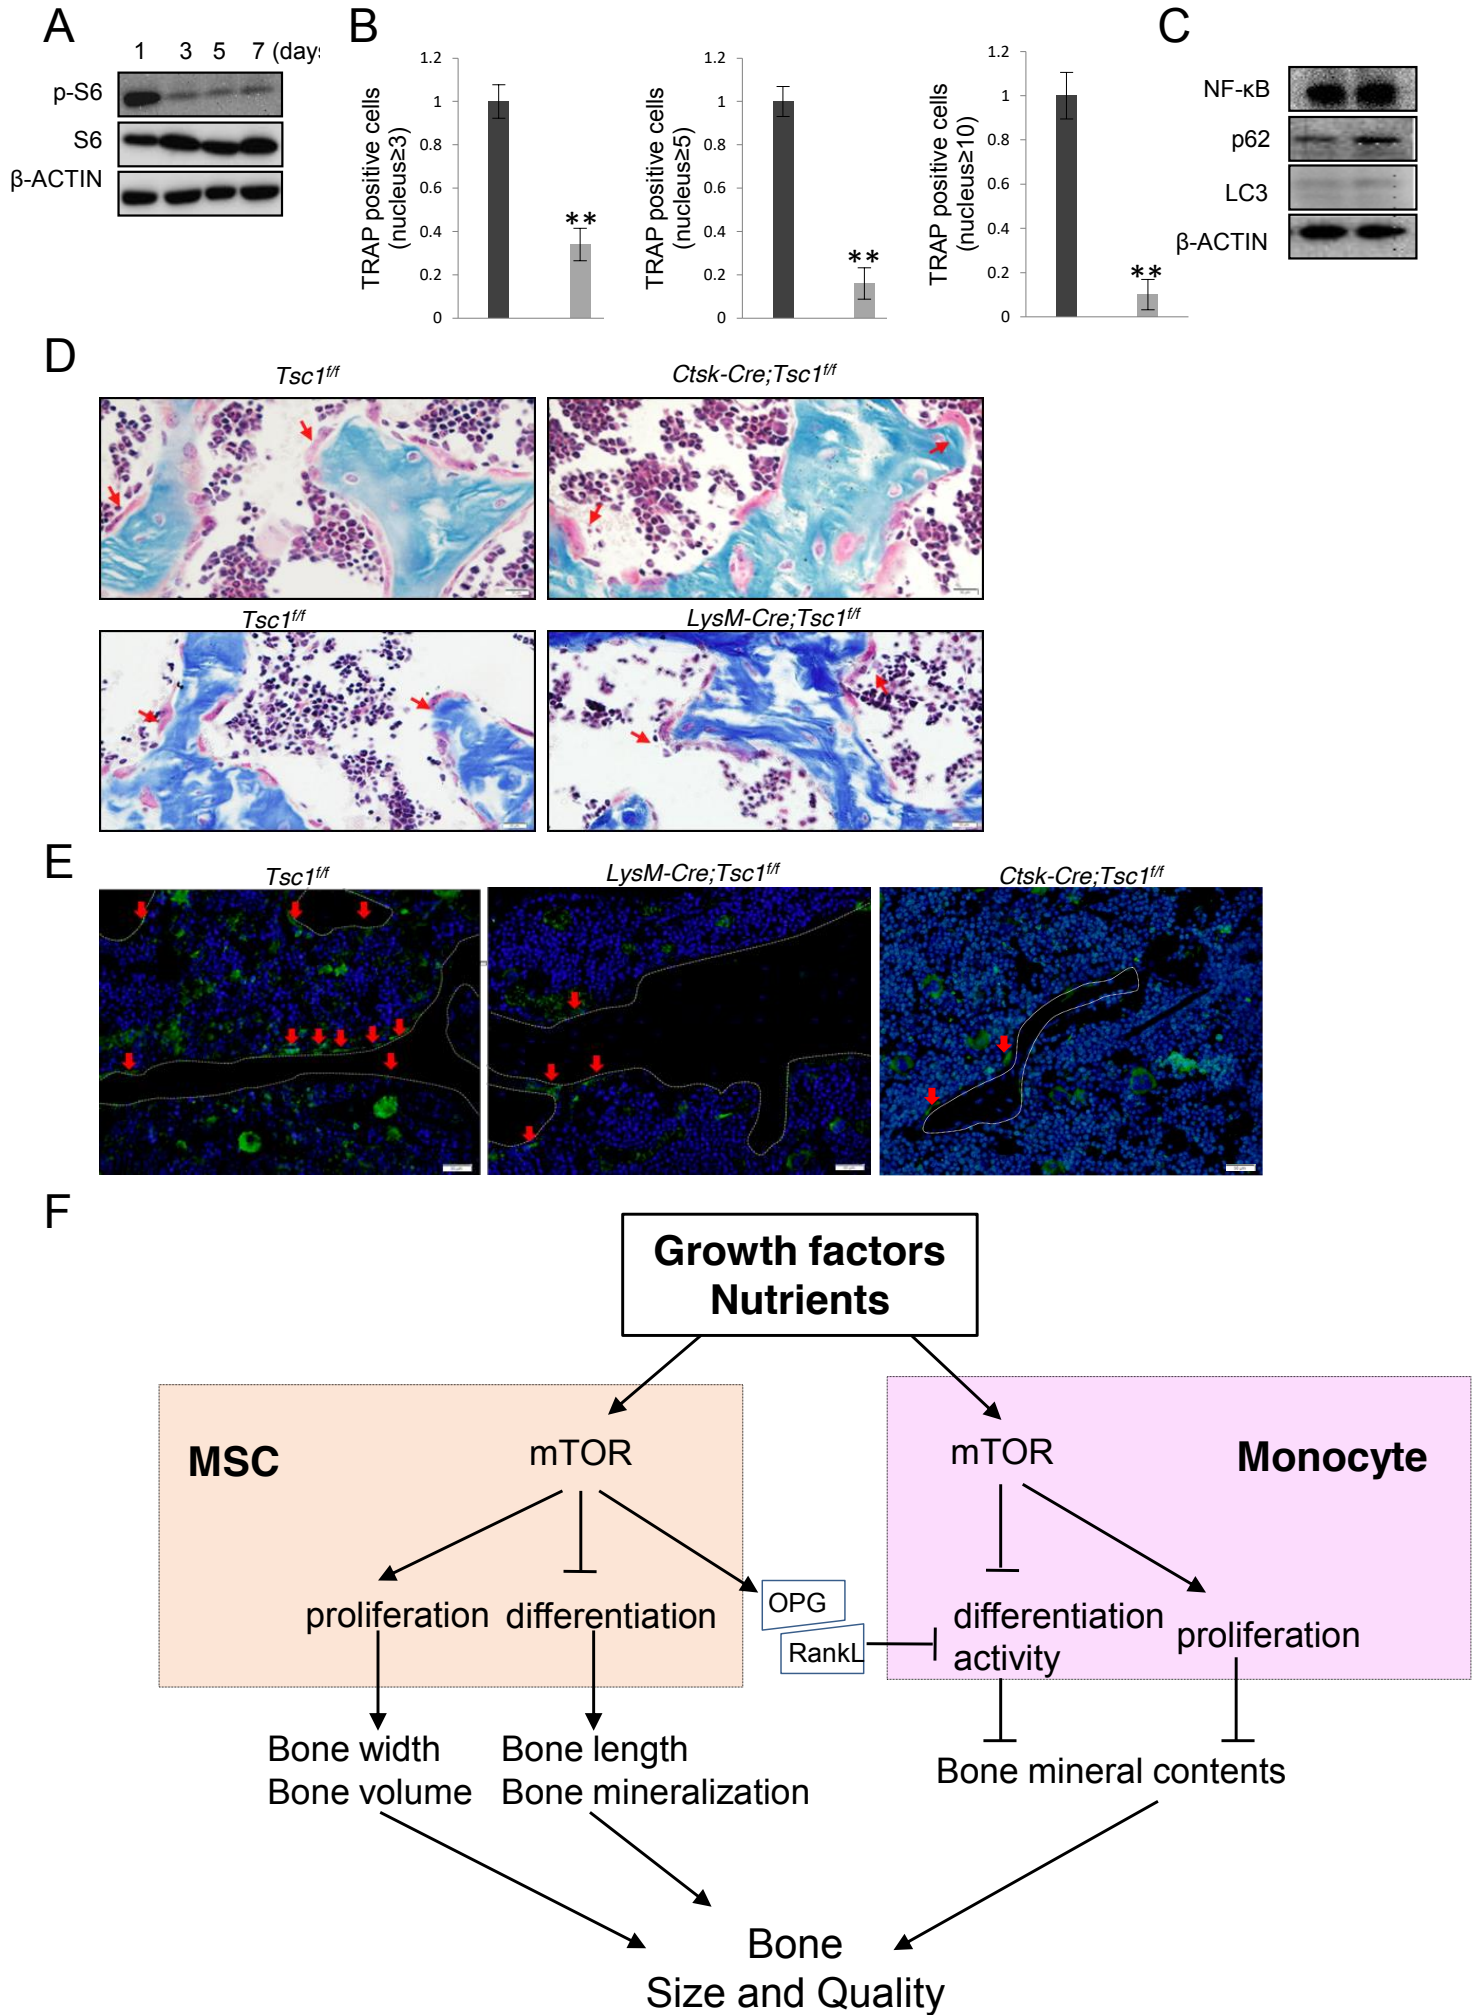 A
1 3 5 7 (days
p-S6
S6
β-ACTIN
B
TRAP positive cells
(nucleus≥3)
1.2
1
0.8
0.6
0.4
0.2
0
**
TRAP positive cells
(nucleus≥5)
1.2
1
0.8
0.6
0.4
0.2
0
**
TRAP positive cells
(nucleus≥10)
1.2
1
0.8
0.6
0.4
0.2
0
**
C
NF-κB
p62
LC3
β-ACTIN
D
Tsc1f/f
Ctsk-Cre;Tsc1f/f
Tsc1f/f
LysM-Cre;Tsc1f/f
E
Tsc1f/f
LysM-Cre;Tsc1f/f
Ctsk-Cre;Tsc1f/f
F
Growth factors
Nutrients
MSC
mTOR
mTOR
Monocyte
proliferation
differentiation
OPG
RankL
differentiation
activity
proliferation
Bone width
Bone volume
Bone length
Bone mineralization
Bone mineral contents
Bone
Size and Quality